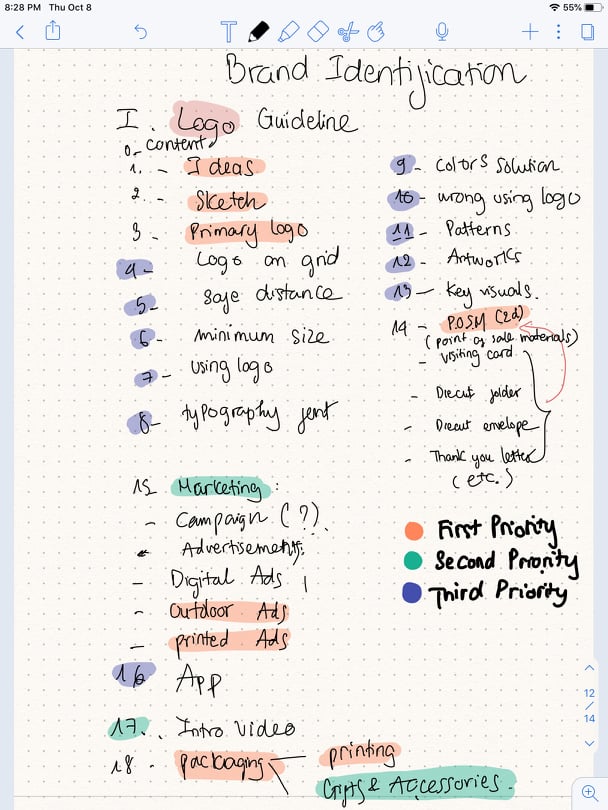 8:28 PM Thu Oct 8
55%
Brand Identification
I. Logo Guideline
0- content
1. - Ideas
2. - Sketch
3 - Primary logo
4 - Logo on grid
5 - safe distance
6 - minimum size
7 - using logo
8 - typography font
9 - colors solution
10 - wrong using logo
11 - Patterns
12 - Artworks
13 - Key visuals.
14 - P.O.S.M (2d)
(point of sale materials)
- visiting card
- Diecut folder
- Diecut envelope
- Thank you letter
(etc.)
15 Marketing:
- Campaign (?)
Advertisements:
- Digital Ads
- Outdoor Ads
- printed Ads
16 - App
17. Intro Video
18 - packaging - printing
Gifts & Accessories.
First Priority
Second Priority
Third Priority
12
/
14